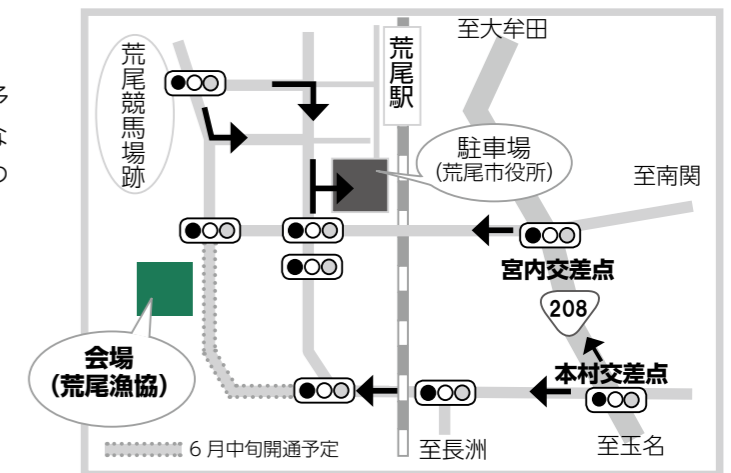 至大牟田
荒尾駅
荒尾競馬場跡
駐車場
(荒尾市役所)
至南関
宮内交差点
208
会場
(荒尾漁協)
本村交差点
6月中旬開通予定
至長洲
至玉名